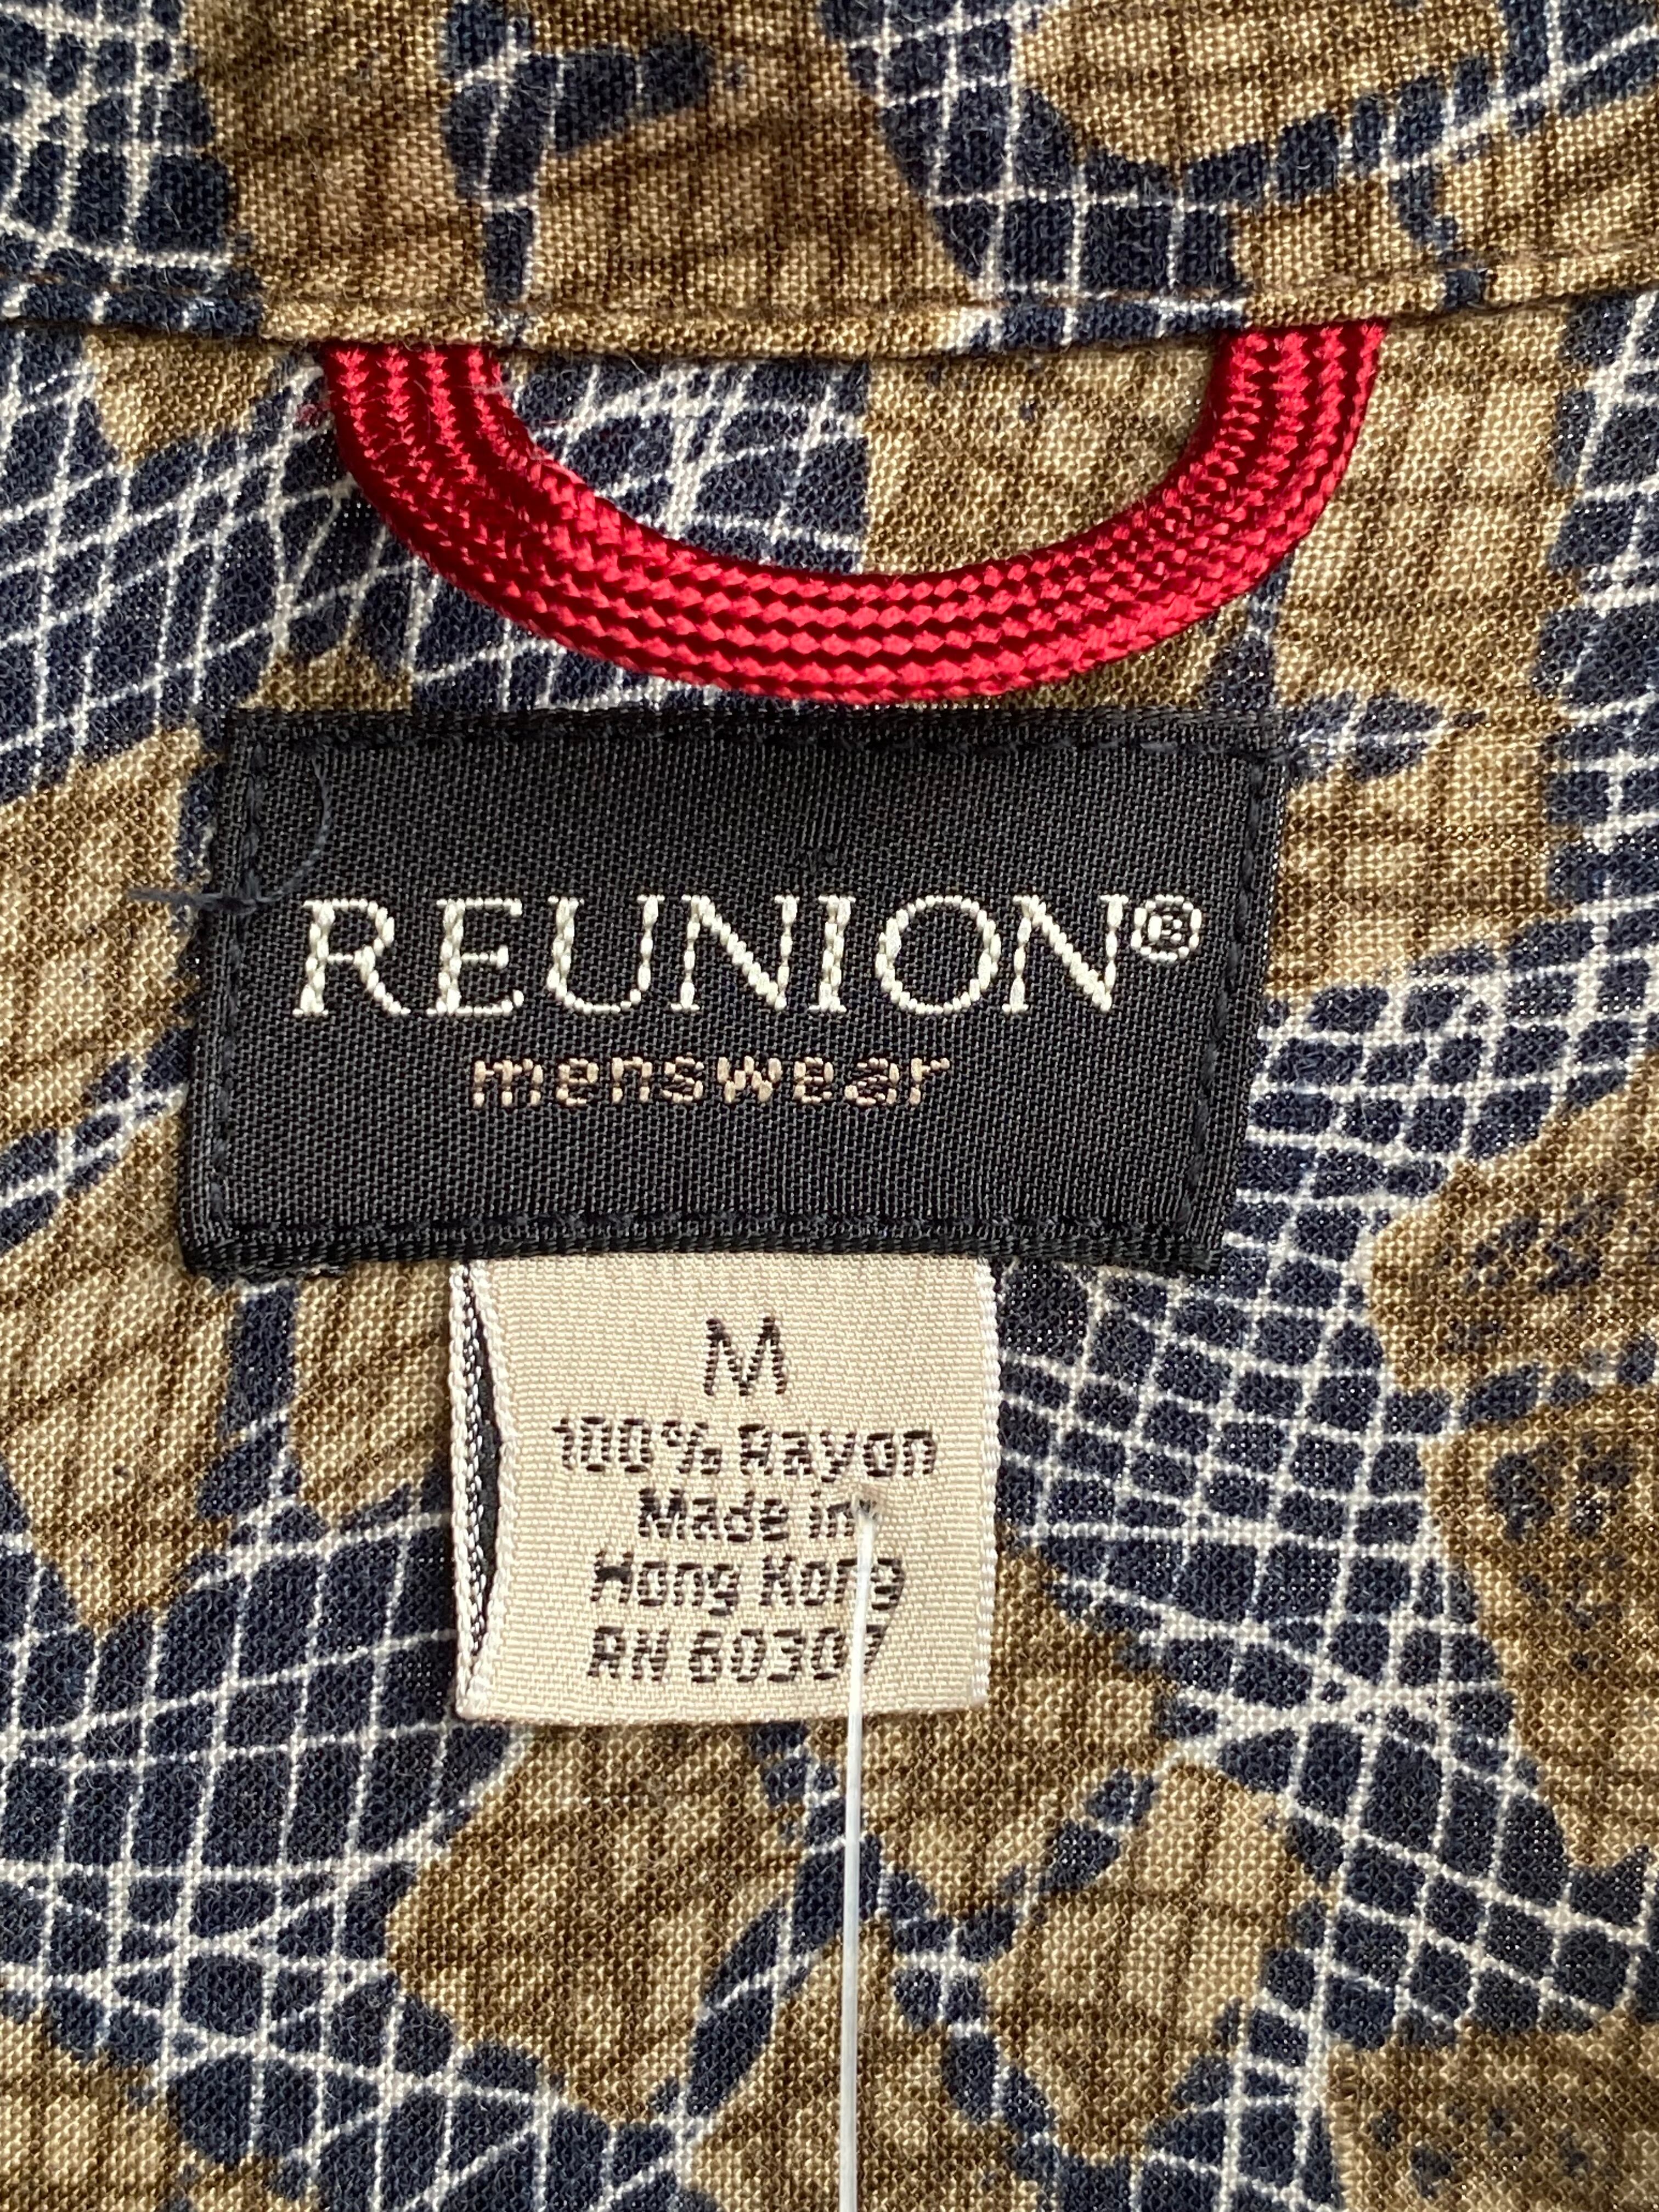 REUNION®
menswear
M
100% Rayon
Made in
Hong Kong
RN 60307